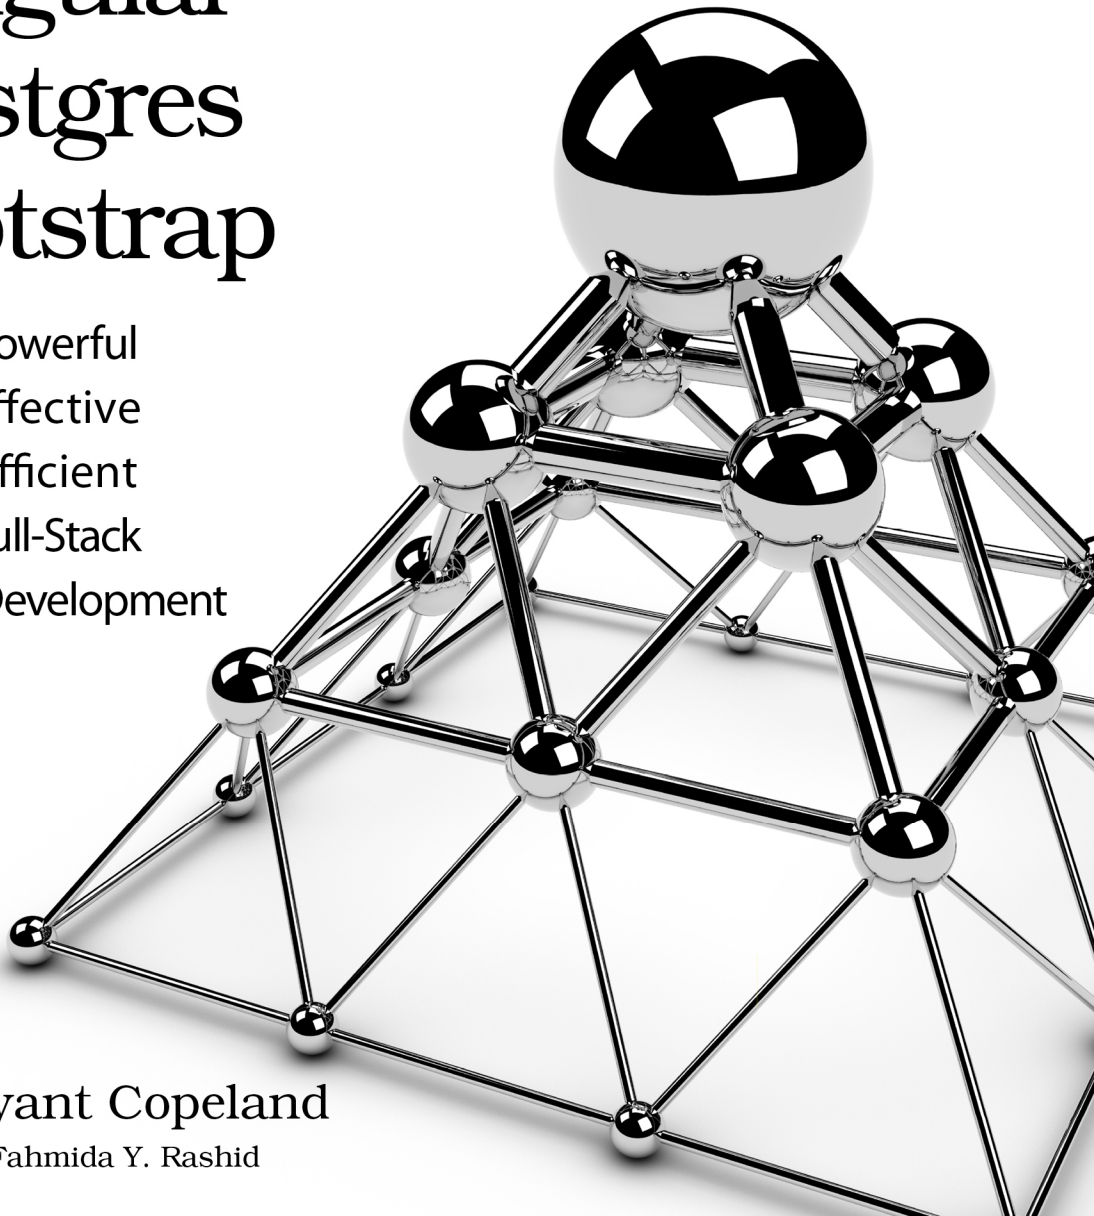 gular
stgres
otstrap
owerful
ffective
fficient
ull-Stack
Development
yant Copeland
Fahmida Y. Rashid